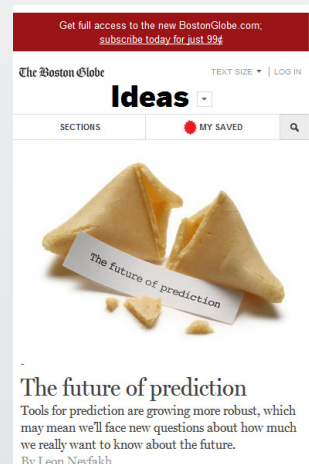 Get full access to the new BostonGlobe.com;
subscribe today for just 99¢
The Boston Globe
TEXT SIZE
LOG IN
Ideas
SECTIONS
MY SAVED
The future of prediction
-
The future of prediction
Tools for prediction are growing more robust, which
may mean we'll face new questions about how much
we really want to know about the future.
By Leon Neyfakh